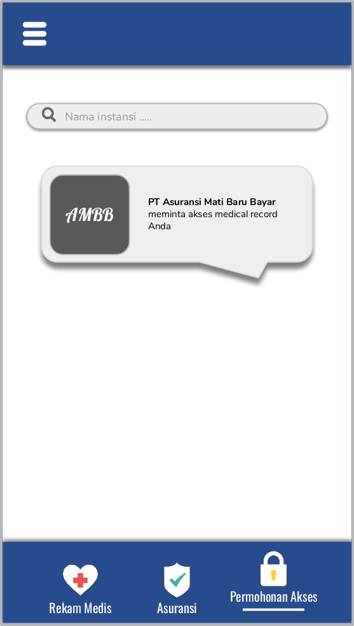 Nama instansi .....
AMBB
PT Asuransi Mati Baru Bayar
meminta akses medical record
Anda
Rekam Medis
Asuransi
Permohonan Akses